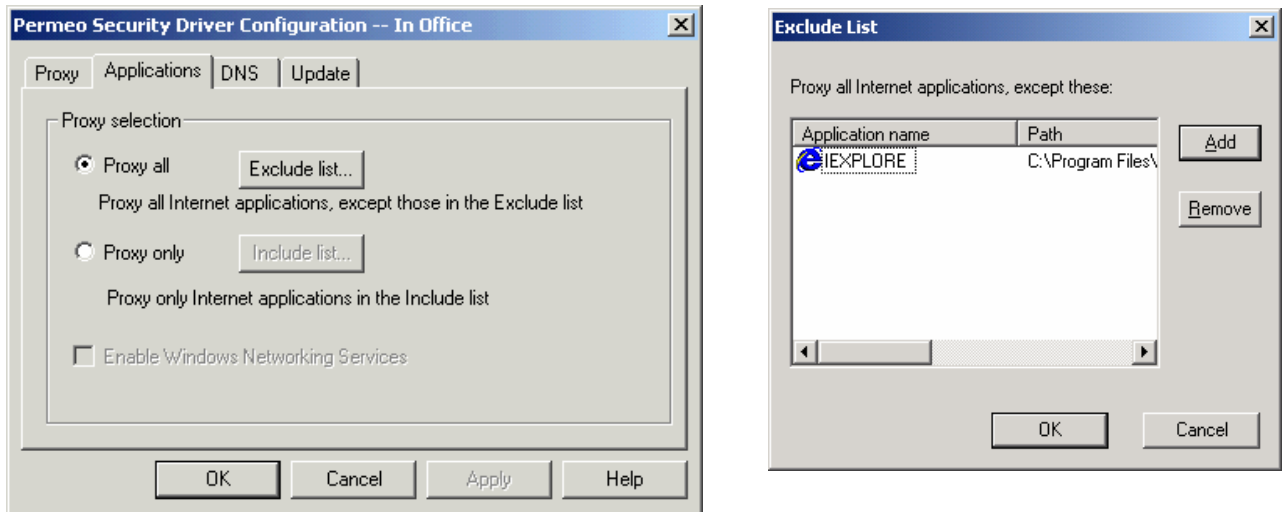 Permeo Security Driver Configuration -- In Office
Proxy
Applications
DNS
Update
Proxy selection
Proxy all
Exclude list...
Proxy all Internet applications, except those in the Exclude list
Proxy only
Include list...
Proxy only Internet applications in the Include list
Enable Windows Networking Services
OK
Cancel
Apply
Help
Exclude List
Proxy all Internet applications, except these:
Application name
Path
IEXPLORE
C:\Program Files\
Add
Remove
OK
Cancel